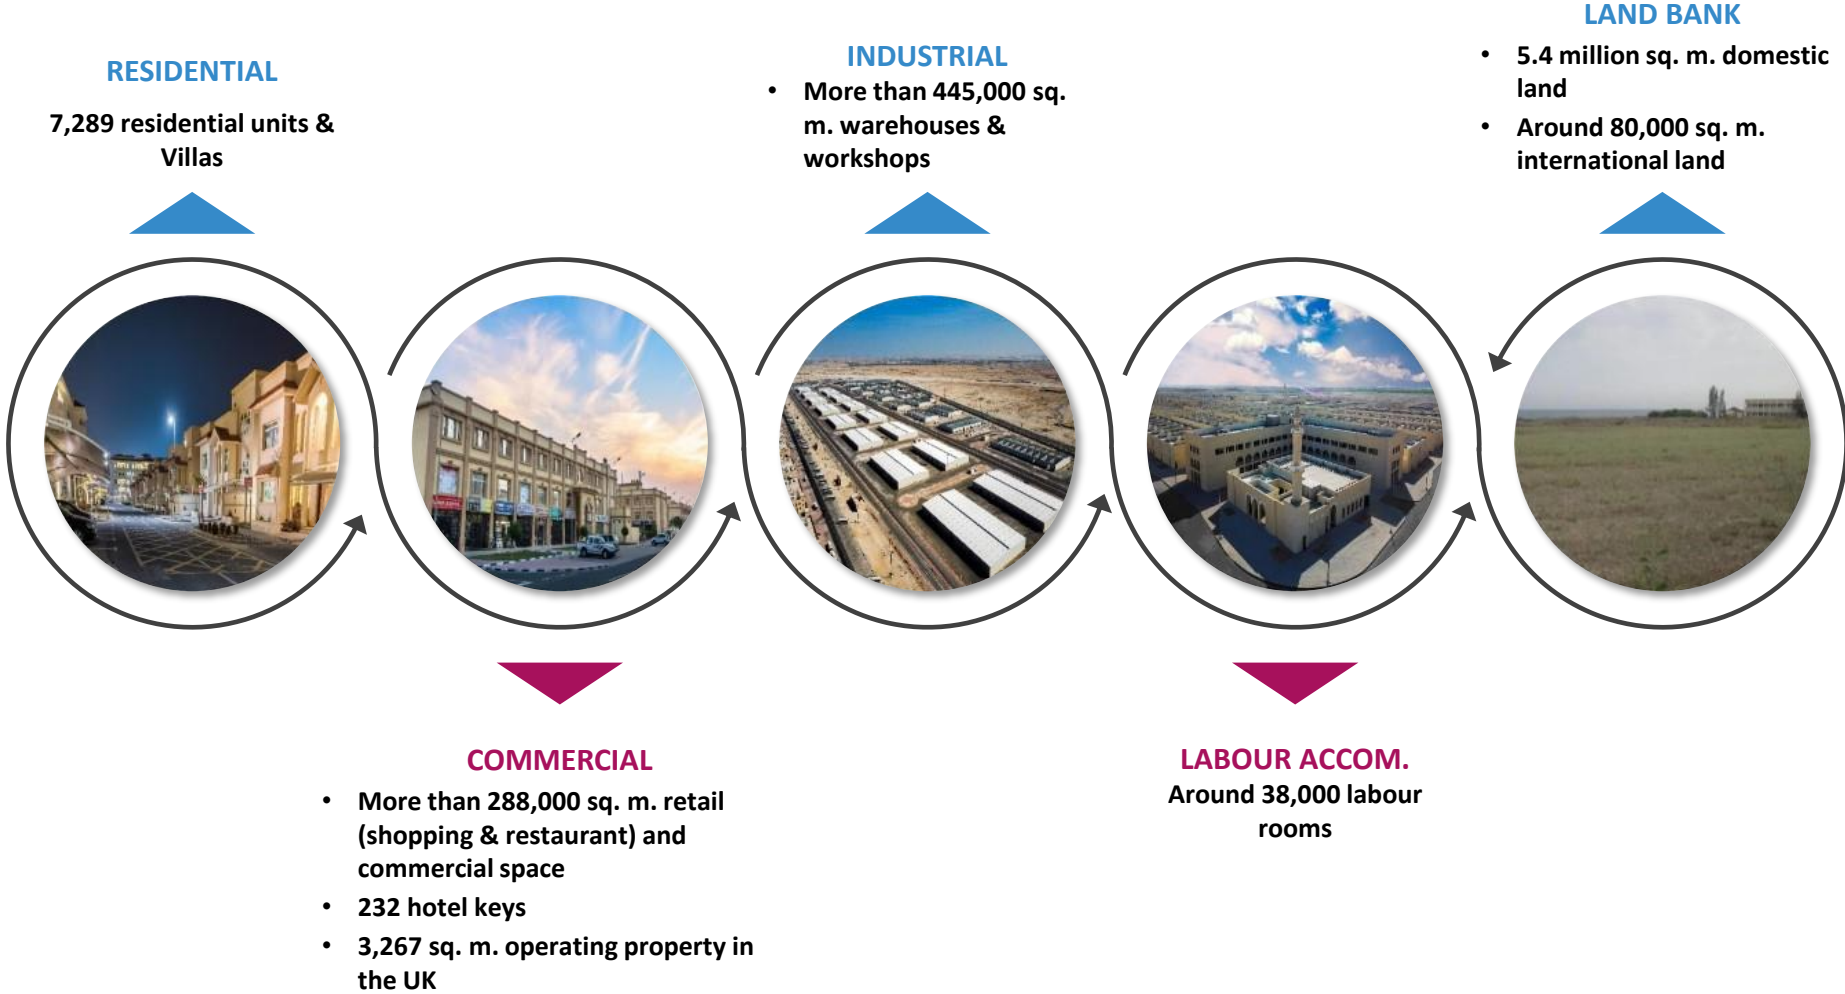 RESIDENTIAL
7,289 residential units &
Villas
INDUSTRIAL
• More than 445,000 sq.
m. warehouses &
workshops
LAND BANK
• 5.4 million sq. m. domestic
land
• Around 80,000 sq. m.
international land
COMMERCIAL
• More than 288,000 sq. m. retail
(shopping & restaurant) and
commercial space
• 232 hotel keys
• 3,267 sq. m. operating property in
the UK
LABOUR ACCOM.
Around 38,000 labour
rooms